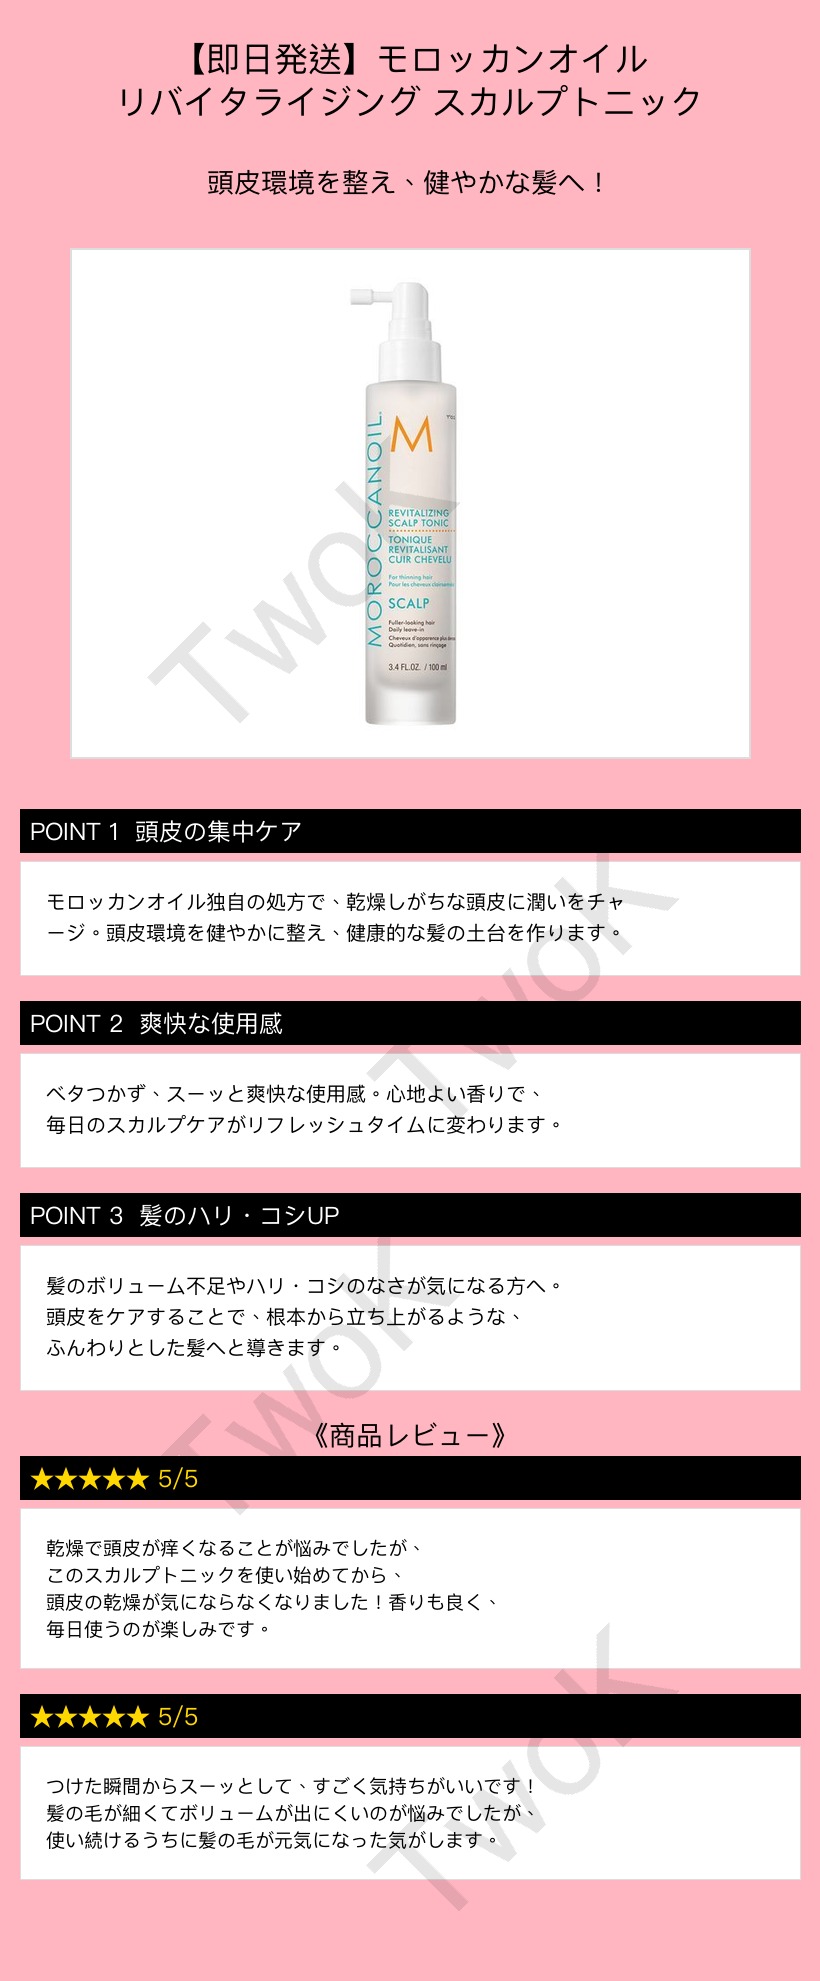 【即日発送】モロッカンオイル
リバイタライジング スカルプトニック
頭皮環境を整え、健やかな髪へ！
MOROCCANOIL
M
REVITALIZING
SCALP TONIC
TONIQUE
REVITALISANT
CUIR CHEVELU
For thinning hair
Pour les cheveux clairsemés
SCALP
Fuller-looking hair
Daily leave-in
Cheveux d'apparence plus
Quotidien, sans rinçage
3.4 FL.OZ. / 100 ml
TwoK
POINT 1 頭皮の集中ケア
モロッカンオイル独自の処方で、乾燥しがちな頭皮に潤いをチャ
ージ。頭皮環境を健やかに整え、健康的な髪の土台を作ります。
TwoK
POINT 2 爽快な使用感
ベタつかず、スーッと爽快な使用感。心地よい香りで、
毎日のスカルプケアがリフレッシュタイムに変わります。
POINT 3 髪のハリ・コシUP
髪のボリューム不足やハリ・コシのなさが気になる方へ。
頭皮をケアすることで、根本から立ち上がるような、
ふんわりとした髪へと導きます。
TwoK
《商品レビュー》
★★★★★ 5/5
乾燥で頭皮が痒くなることが悩みでしたが、
このスカルプトニックを使い始めてから、
頭皮の乾燥が気にならなくなりました！香りも良く、
毎日使うのが楽しみです。
★★★★★ 5/5
つけた瞬間からスーッとして、すごく気持ちがいいです！
髪の毛が細くてボリュームが出にくいのが悩みでしたが、
使い続けるうちに髪の毛が元気になった気がします。
TwoK